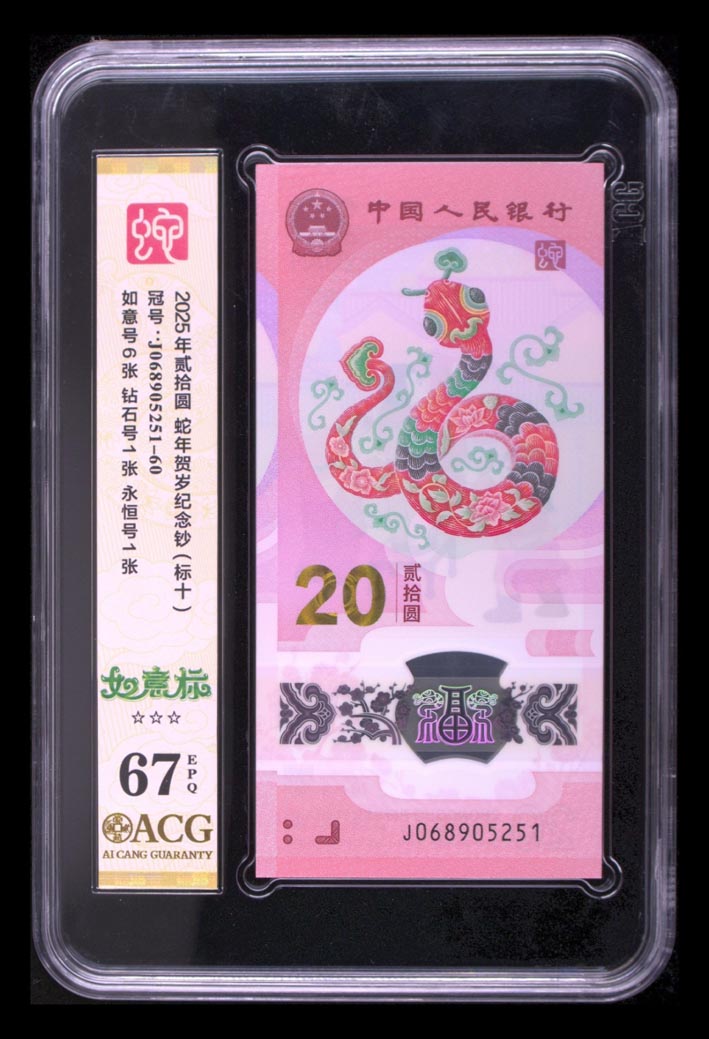 蛇
2025年贰拾圆 蛇年贺岁纪念钞(标十)
冠号:J068905251-60
如意号6张 钻石号1张 永恒号1张
如意标
☆☆☆
67 EPQ
ACG
AI CANG GUARANTY
中国人民银行
蛇
20 贰拾圆
福
J068905251
ACG